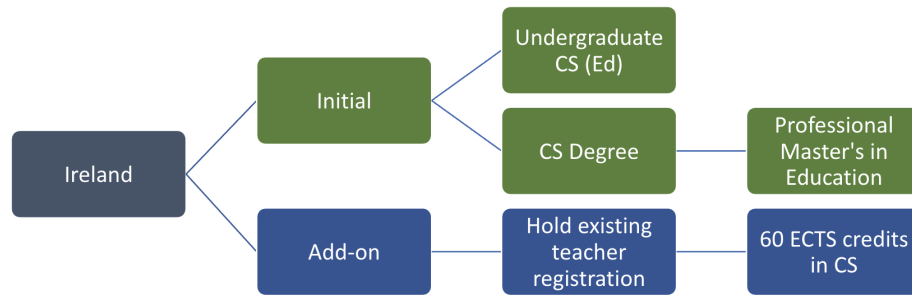 Undergraduate
CS (Ed)
Initial
CS Degree
Professional
Master's in
Education
Ireland
Add-on
Hold existing
teacher
registration
60 ECTS credits
in CS